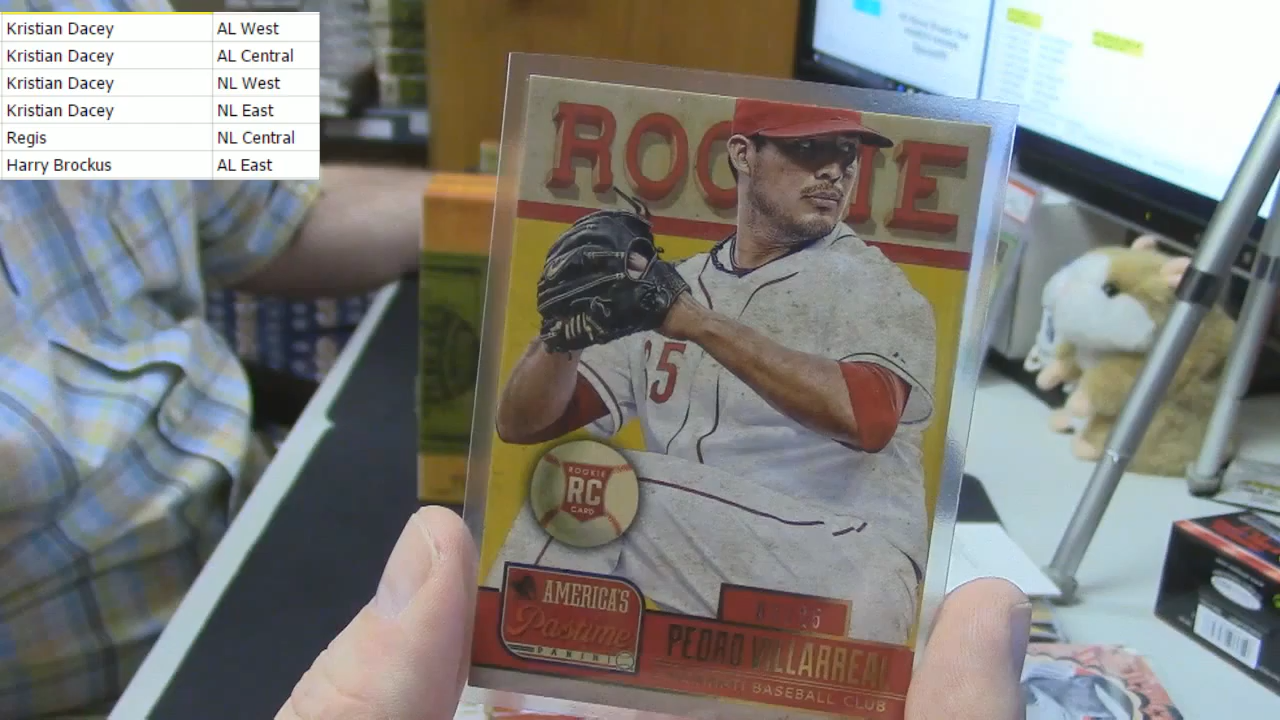 Kristian Dacey AL West
Kristian Dacey AL Central
Kristian Dacey NL West
Kristian Dacey NL East
Regis NL Central
Harry Brockus AL East
ROOKIE
5
ROOKIE
RC
CARD
AMERICA'S
Pastime
PANINI
PEDRO VILLARREAL
BASEBALL CLUB